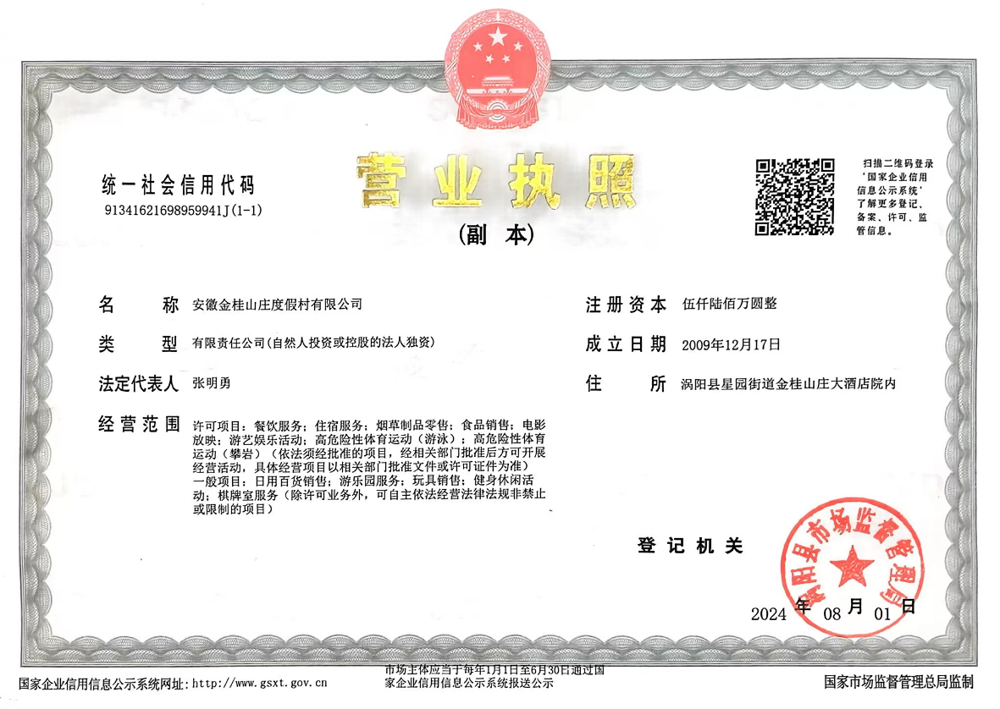 营业执照
(副 本)
统一社会信用代码
91341621698959941J(1-1)
扫描二维码登录
‘国家企业信用
信息公示系统’
了解更多登记、
备案、许可、监
管信息。
名 称 安徽金桂山庄度假村有限公司
类 型 有限责任公司(自然人投资或控股的法人独资)
法定代表人 张明勇
经营范围 许可项目：餐饮服务；住宿服务；烟草制品零售；食品销售；电影
放映；游艺娱乐活动；高危险性体育运动（游泳）；高危险性体育
运动（攀岩）（依法须经批准的项目，经相关部门批准后方可开展
经营活动，具体经营项目以相关部门批准文件或许可证件为准）
一般项目：日用百货销售；游乐园服务；玩具销售；健身休闲活
动；棋牌室服务（除许可业务外，可自主依法经营法律法规非禁止
或限制的项目）
注册资本 伍仟陆佰万圆整
成立日期 2009年12月17日
住 所 涡阳县星园街道金桂山庄大酒店院内
登记机关
涡阳县市场监督管理局
2024 年 08 月 01 日
国家企业信用信息公示系统网址：http://www.gsxt.gov.cn
市场主体应当于每年1月1日至6月30日通过国
家企业信用信息公示系统报送公示
国家市场监督管理总局监制